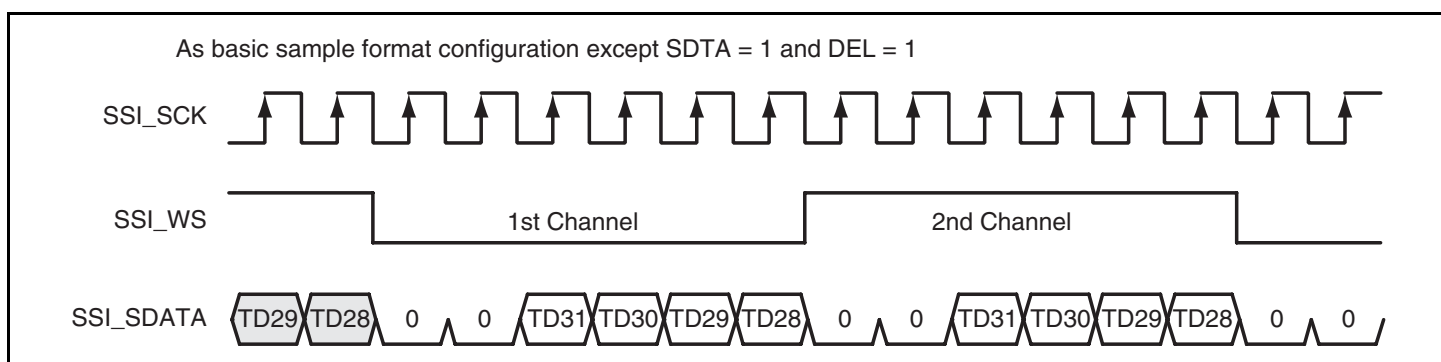 As basic sample format configuration except SDTA = 1 and DEL = 1
SSI_SCK
SSI_WS 1st Channel 2nd Channel
SSI_SDATA TD29 TD28 0 0 TD31 TD30 TD29 TD28 0 0 TD31 TD30 TD29 TD28 0 0